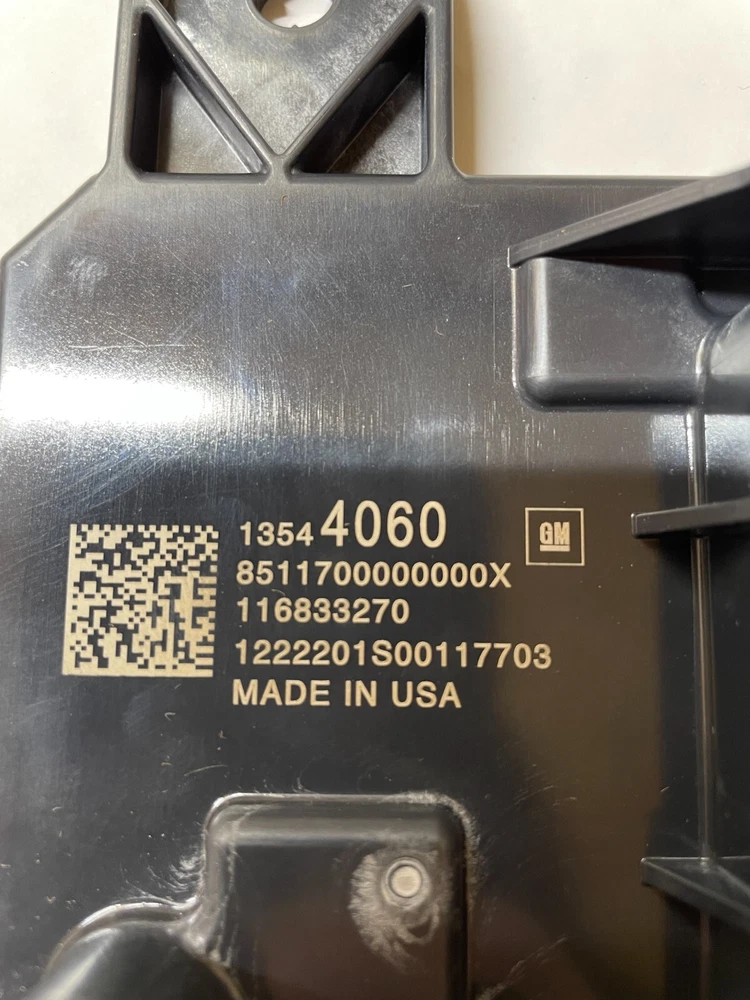 13544060
GM
8511700000000X
116833270
1222201S00117703
MADE IN USA